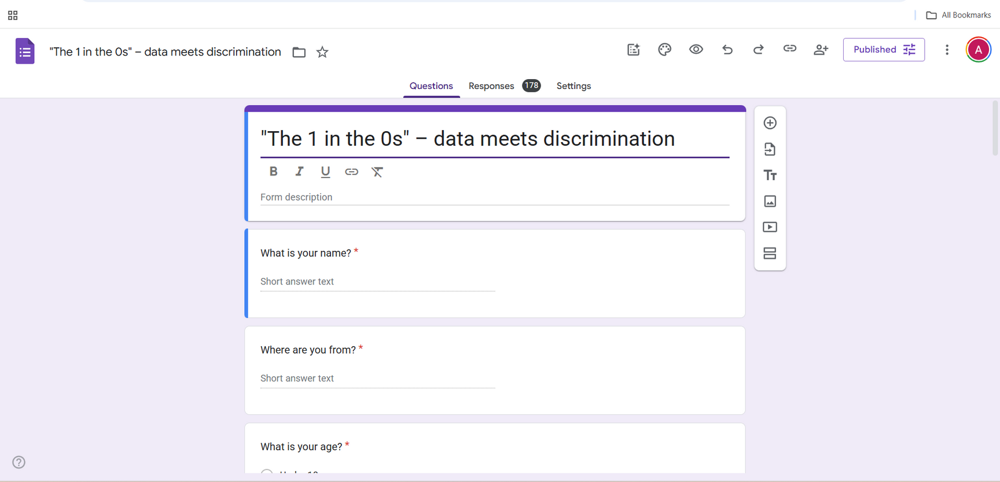 All Bookmarks
"The 1 in the 0s" – data meets discrimination
Published
A
Questions
Responses 178
Settings
"The 1 in the 0s" – data meets discrimination
B I U
Form description
Tт
What is your name? *
Short answer text
Where are you from? *
Short answer text
What is your age? *